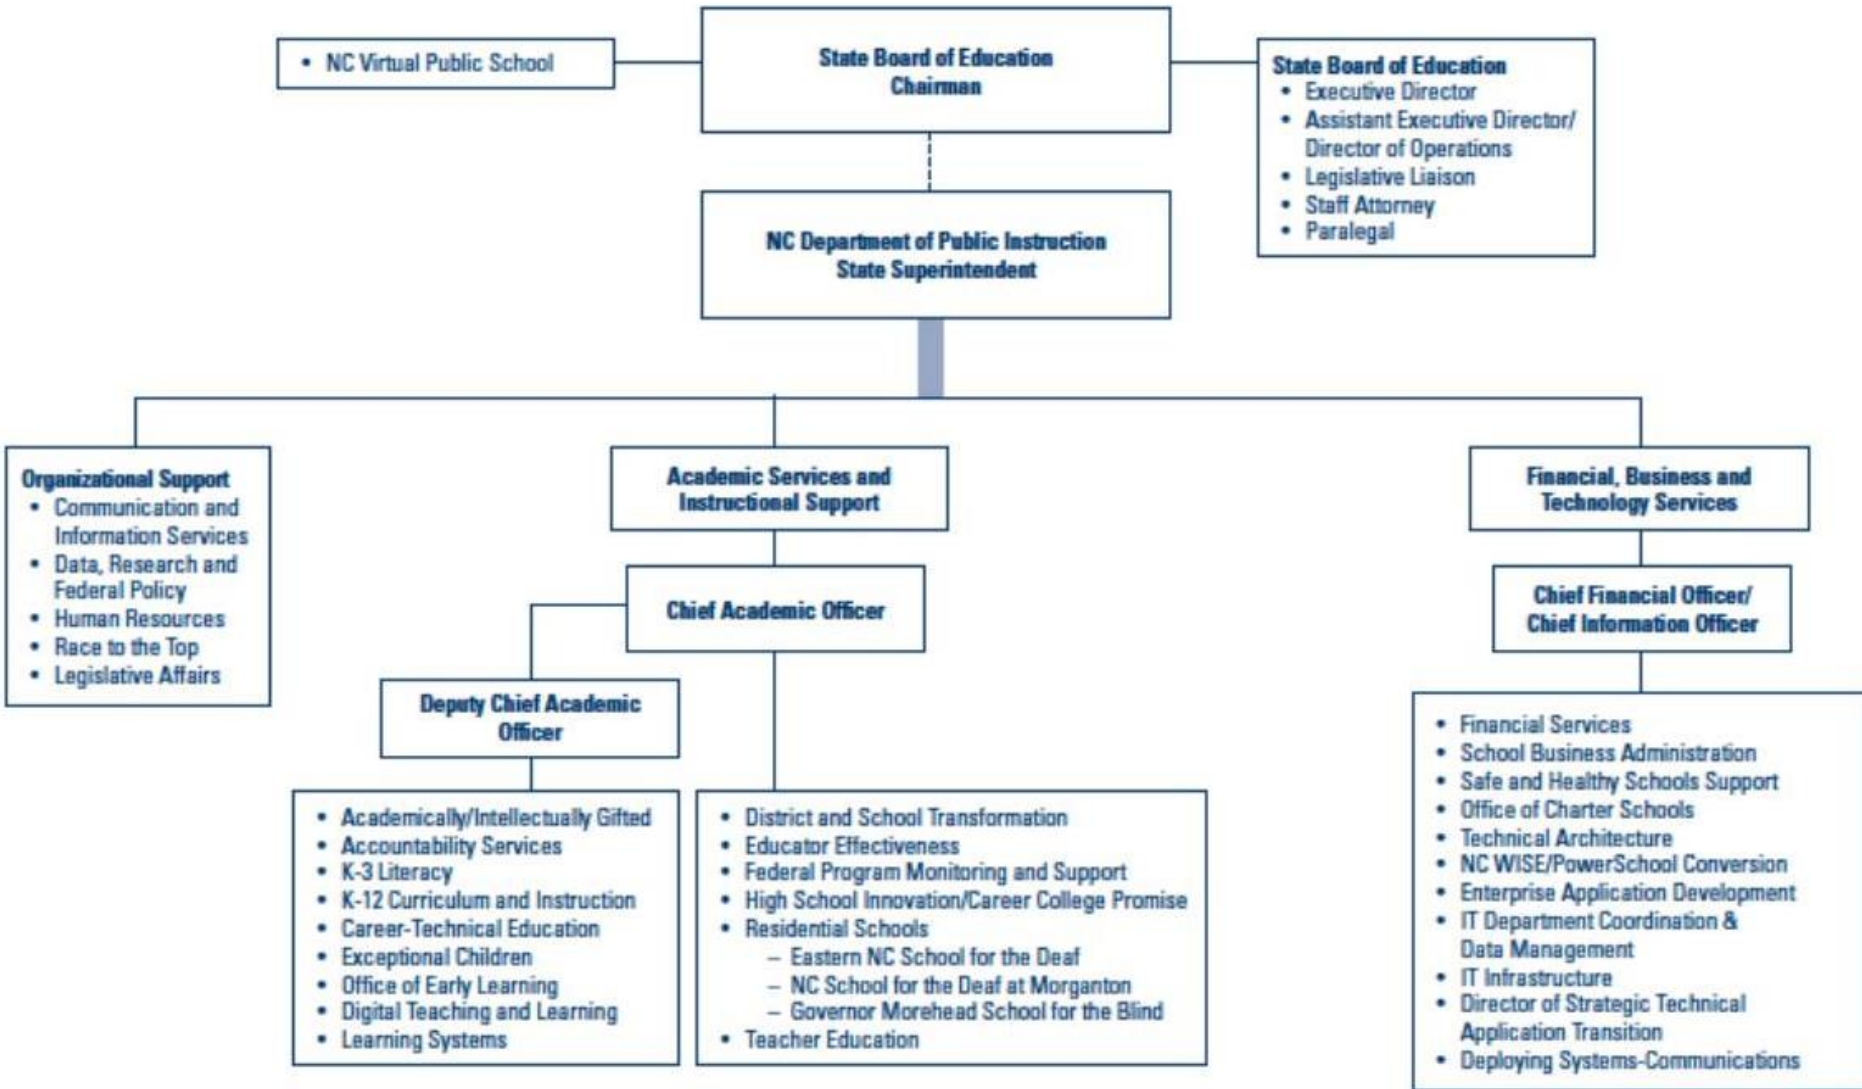 • NC Virtual Public School
State Board of Education
Chairman
State Board of Education
• Executive Director
• Assistant Executive Director/
Director of Operations
• Legislative Liaison
• Staff Attorney
• Paralegal
NC Department of Public Instruction
State Superintendent
Organizational Support
• Communication and
Information Services
• Data, Research and
Federal Policy
• Human Resources
• Race to the Top
• Legislative Affairs
Academic Services and
Instructional Support
Chief Academic Officer
Deputy Chief Academic
Officer
• Academically/Intellectually Gifted
• Accountability Services
• K-3 Literacy
• K-12 Curriculum and Instruction
• Career-Technical Education
• Exceptional Children
• Office of Early Learning
• Digital Teaching and Learning
• Learning Systems
• District and School Transformation
• Educator Effectiveness
• Federal Program Monitoring and Support
• High School Innovation/Career College Promise
• Residential Schools
– Eastern NC School for the Deaf
– NC School for the Deaf at Morganton
– Governor Morehead School for the Blind
• Teacher Education
Financial, Business and
Technology Services
Chief Financial Officer/
Chief Information Officer
• Financial Services
• School Business Administration
• Safe and Healthy Schools Support
• Office of Charter Schools
• Technical Architecture
• NC WISE/PowerSchool Conversion
• Enterprise Application Development
• IT Department Coordination &
Data Management
• IT Infrastructure
• Director of Strategic Technical
Application Transition
• Deploying Systems-Communications